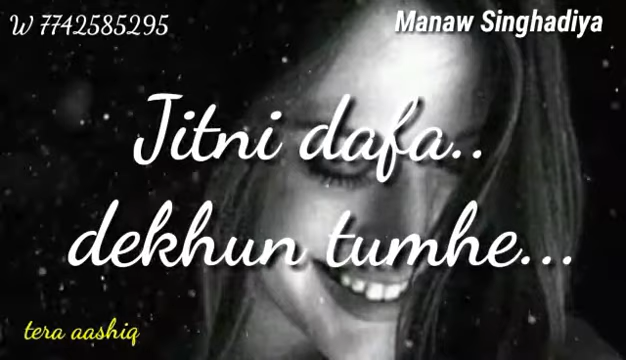 W 7742585295
Manaw Singhadiya
Jitni dafa..
dekhun tumhe...
tera aashiq